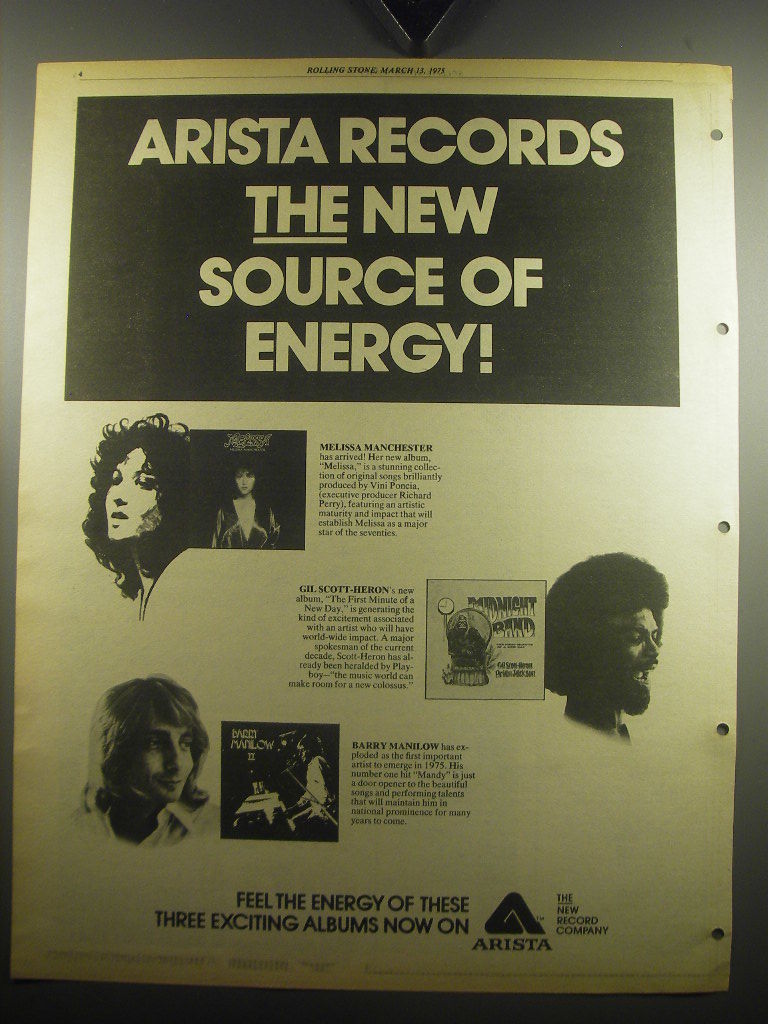 4
ROLLING STONE, MARCH 13, 1975
ARISTA RECORDS
THE NEW
SOURCE OF
ENERGY!
MELISSA MANCHESTER
MELISSA MANCHESTER
has arrived! Her new album,
"Melissa," is a stunning collec-
tion of original songs brilliantly
produced by Vini Poncia,
(executive producer Richard
Perry), featuring an artistic
maturity and impact that will
establish Melissa as a major
star of the seventies.
GIL SCOTT-HERON's new
album, "The First Minute of a
New Day," is generating the
kind of excitement associated
with an artist who will have
world-wide impact. A major
spokesman of the current
decade, Scott-Heron has al-
ready been heralded by Play-
boy—"the music world can
make room for a new colossus."
MIDNIGHT
BAND
Gil Scott-Heron
Brian Jackson
BARRY
MANILOW
II
BARRY MANILOW has ex-
ploded as the first important
artist to emerge in 1975. His
number one hit "Mandy" is just
a door opener to the beautiful
songs and performing talents
that will maintain him in
national prominence for many
years to come.
FEEL THE ENERGY OF THESE
THREE EXCITING ALBUMS NOW ON
TM
ARISTA
THE
NEW
RECORD
COMPANY